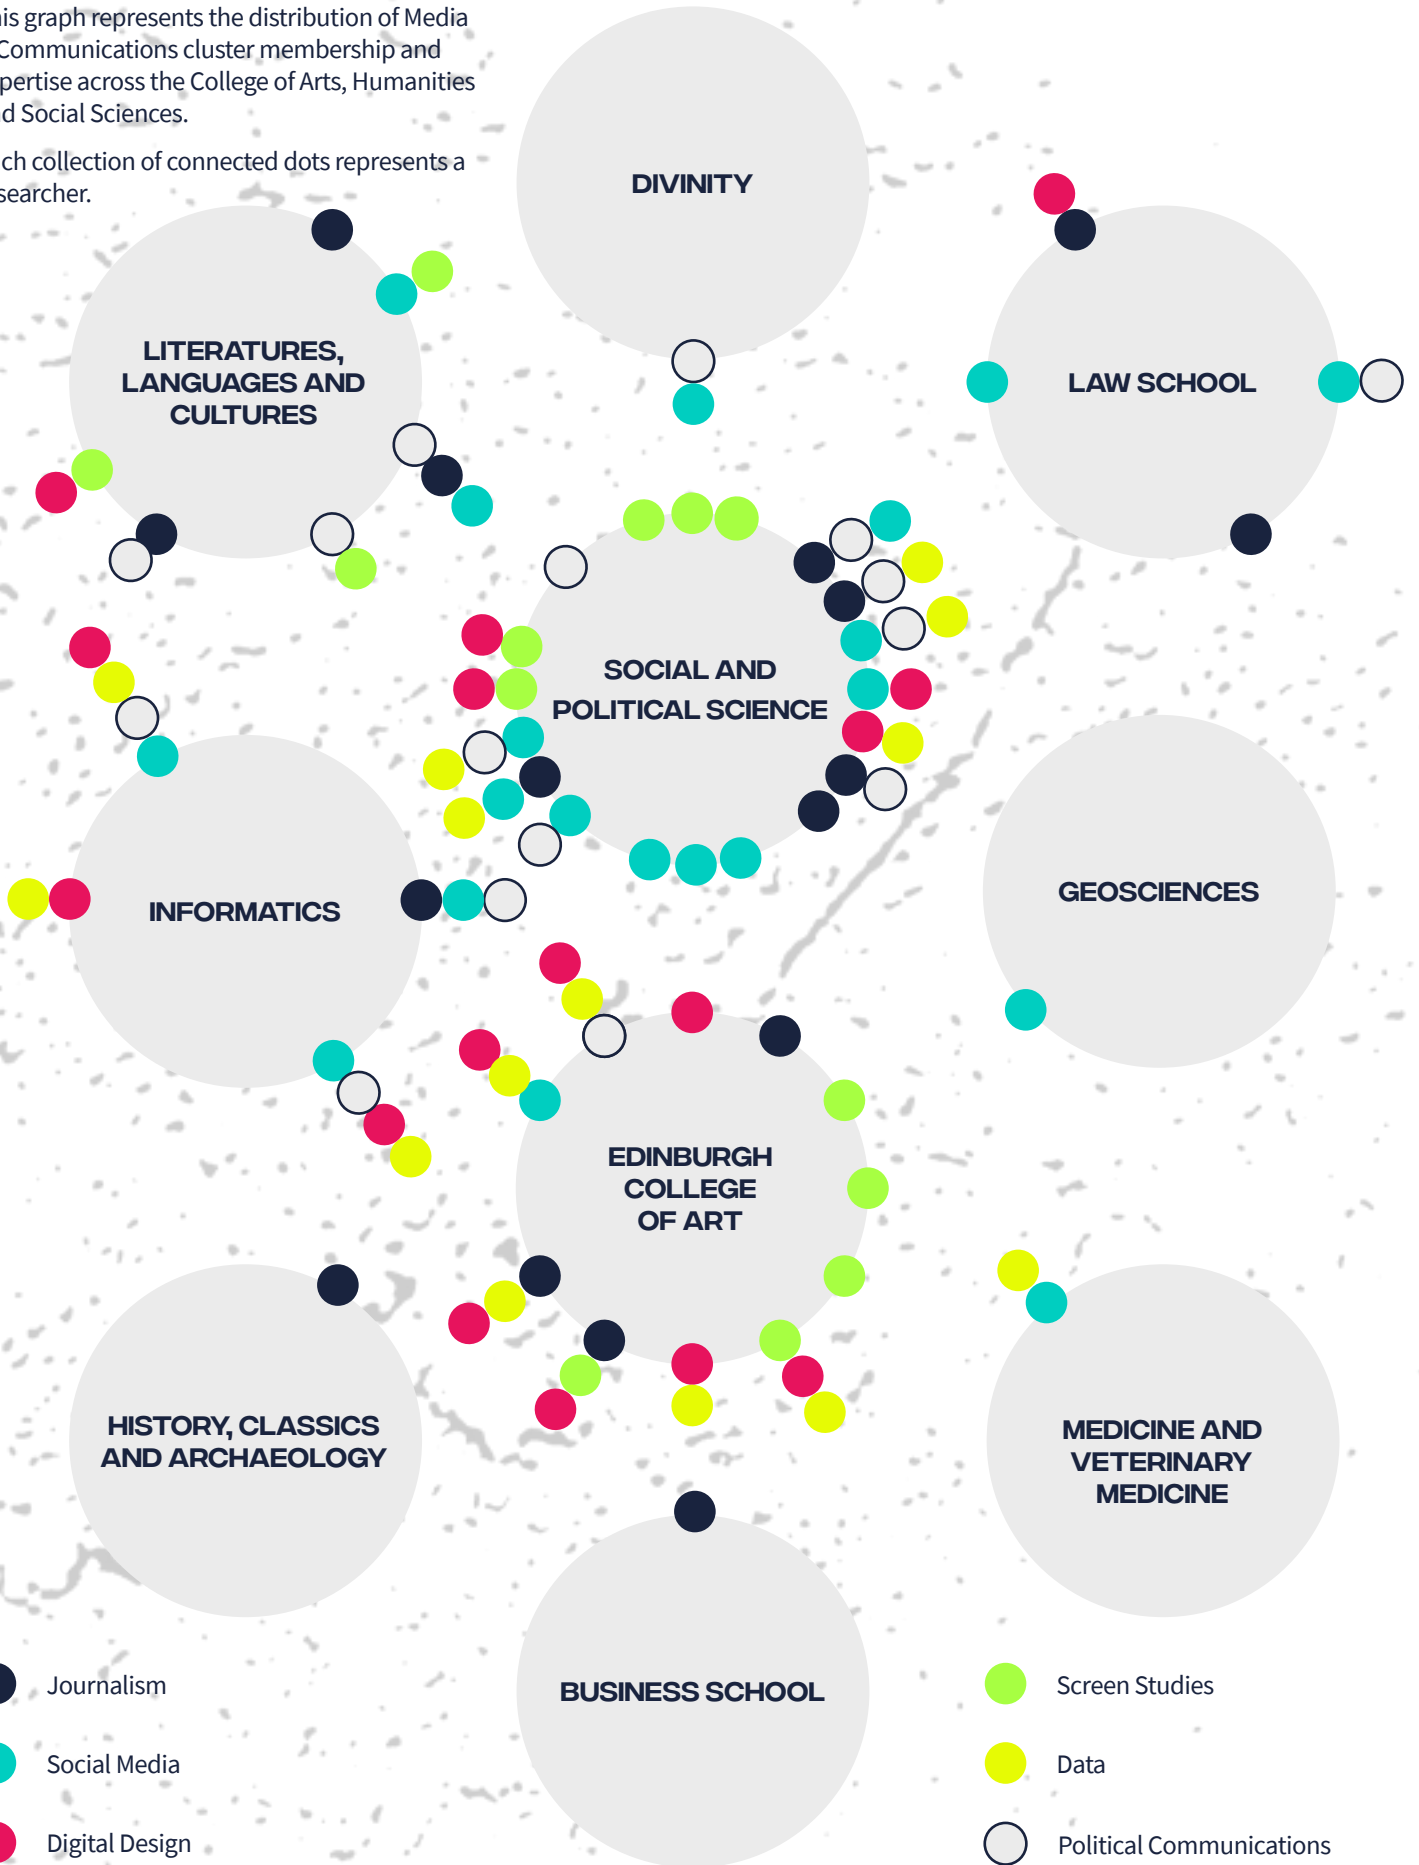 his graph represents the distribution of Media
Communications cluster membership and
pertise across the College of Arts, Humanities
d Social Sciences.
ch collection of connected dots represents a
searcher.
DIVINITY
LITERATURES,
LANGUAGES AND
CULTURES
LAW SCHOOL
SOCIAL AND
POLITICAL SCIENCE
INFORMATICS
GEOSCIENCES
EDINBURGH
COLLEGE
OF ART
HISTORY, CLASSICS
AND ARCHAEOLOGY
MEDICINE AND
VETERINARY
MEDICINE
BUSINESS SCHOOL
Journalism
Social Media
Digital Design
Screen Studies
Data
Political Communications